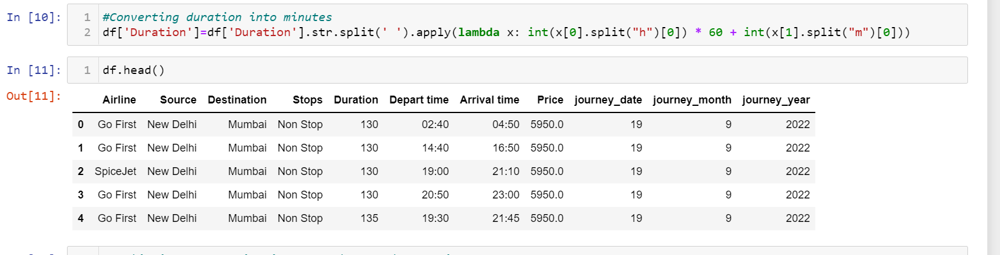 In [10]:
1 #Converting duration into minutes
2 df['Duration']=df['Duration'].str.split(' ').apply(lambda x: int(x[0].split("h")[0]) * 60 + int(x[1].split("m")[0]))
In [11]:
1 df.head()
Out[11]:
Airline Source Destination Stops Duration Depart time Arrival time Price journey_date journey_month journey_year
0 Go First New Delhi Mumbai Non Stop 130 02:40 04:50 5950.0 19 9 2022
1 Go First New Delhi Mumbai Non Stop 130 14:40 16:50 5950.0 19 9 2022
2 SpiceJet New Delhi Mumbai Non Stop 130 19:00 21:10 5950.0 19 9 2022
3 Go First New Delhi Mumbai Non Stop 130 20:50 23:00 5950.0 19 9 2022
4 Go First New Delhi Mumbai Non Stop 135 19:30 21:45 5950.0 19 9 2022